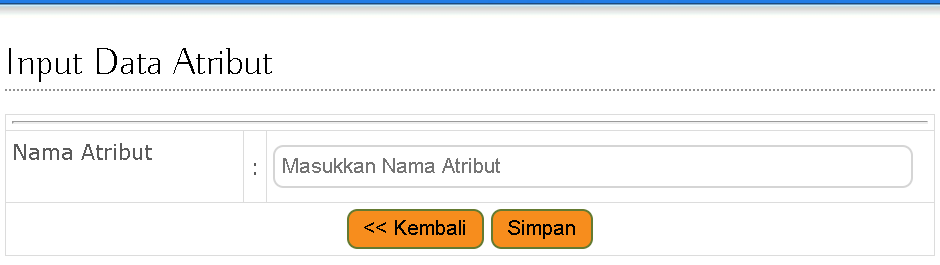 Input Data Atribut
Nama Atribut : Masukkan Nama Atribut
<< Kembali Simpan